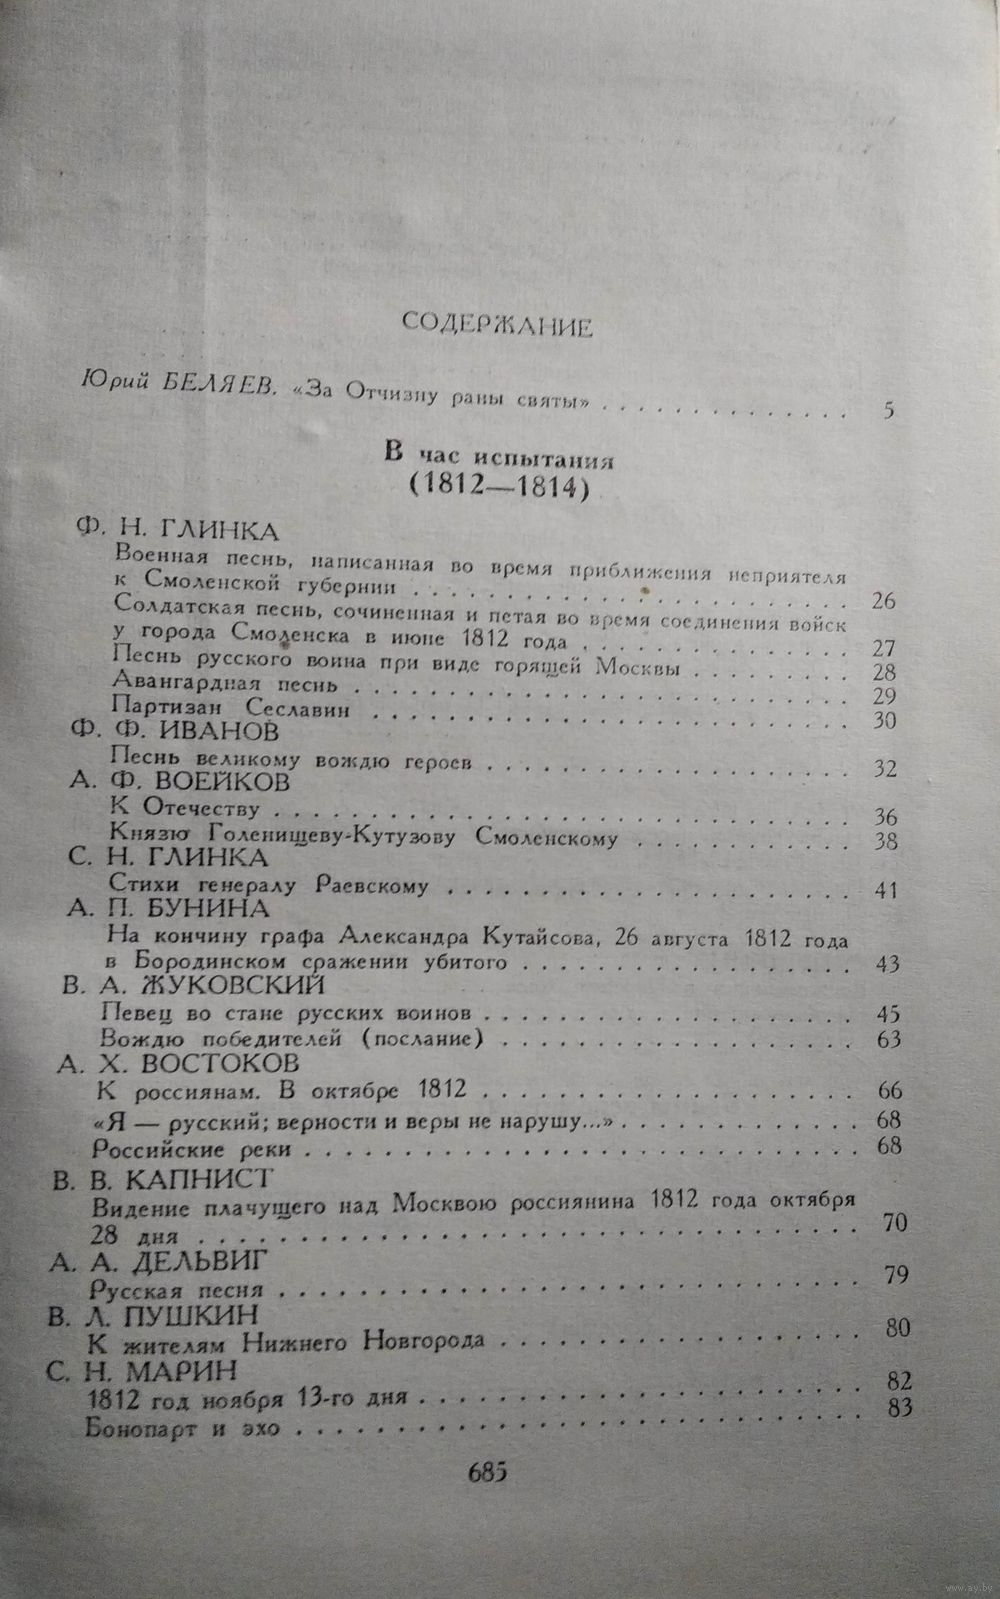 СОДЕРЖАНИЕ
Юрий БЕЛЯЕВ. «За Отчизну раны святы» . . . . . . . . . . . . . . 5
В час испытания
(1812—1814)
Ф. Н. ГЛИНКА
Военная песнь, написанная во время приближения неприятеля
к Смоленской губернии . . . . . . . . . . . . . . . . . . . . . . 26
Солдатская песнь, сочиненная и петая во время соединения войск
у города Смоленска в июле 1812 года . . . . . . . . . . . . . . 27
Песнь русского воина при виде горящей Москвы . . . . . . . . . 28
Авангардная песнь . . . . . . . . . . . . . . . . . . . . . . . . 29
Партизан Сеславин . . . . . . . . . . . . . . . . . . . . . . . . 30
Ф. Ф. ИВАНОВ
Песнь великому вождю героев . . . . . . . . . . . . . . . . . . 32
А. Ф. ВОЕЙКОВ
К Отечеству . . . . . . . . . . . . . . . . . . . . . . . . . . . 36
Князю Голенищеву-Кутузову Смоленскому . . . . . . . . . . . . 38
С. Н. ГЛИНКА
Стихи генералу Раевскому . . . . . . . . . . . . . . . . . . . . 41
А. П. БУНИНА
На кончину графа Александра Кутайсова, 26 августа 1812 года
в Бородинском сражении убитого . . . . . . . . . . . . . . . . . 43
В. А. ЖУКОВСКИЙ
Певец во стане русских воинов . . . . . . . . . . . . . . . . . . 45
Вождю победителей (послание) . . . . . . . . . . . . . . . . . . 63
А. Х. ВОСТОКОВ
К россиянам. В октябре 1812 . . . . . . . . . . . . . . . . . . . 66
«Я — русский; верности и веры не нарушу...» . . . . . . . . . . . . 68
Российские реки . . . . . . . . . . . . . . . . . . . . . . . . . 68
В. В. КАПНИСТ
Видение плачущего над Москвою россиянина 1812 года октября
28 дня . . . . . . . . . . . . . . . . . . . . . . . . . . . . . 70
А. А. ДЕЛЬВИГ
Русская песня . . . . . . . . . . . . . . . . . . . . . . . . . . 79
В. Л. ПУШКИН
К жителям Нижнего Новгорода . . . . . . . . . . . . . . . . . . 80
С. Н. МАРИН
1812 год ноября 13-го дня . . . . . . . . . . . . . . . . . . . . 82
Бонопарт и эхо . . . . . . . . . . . . . . . . . . . . . . . . . 83
685
www.ay.by